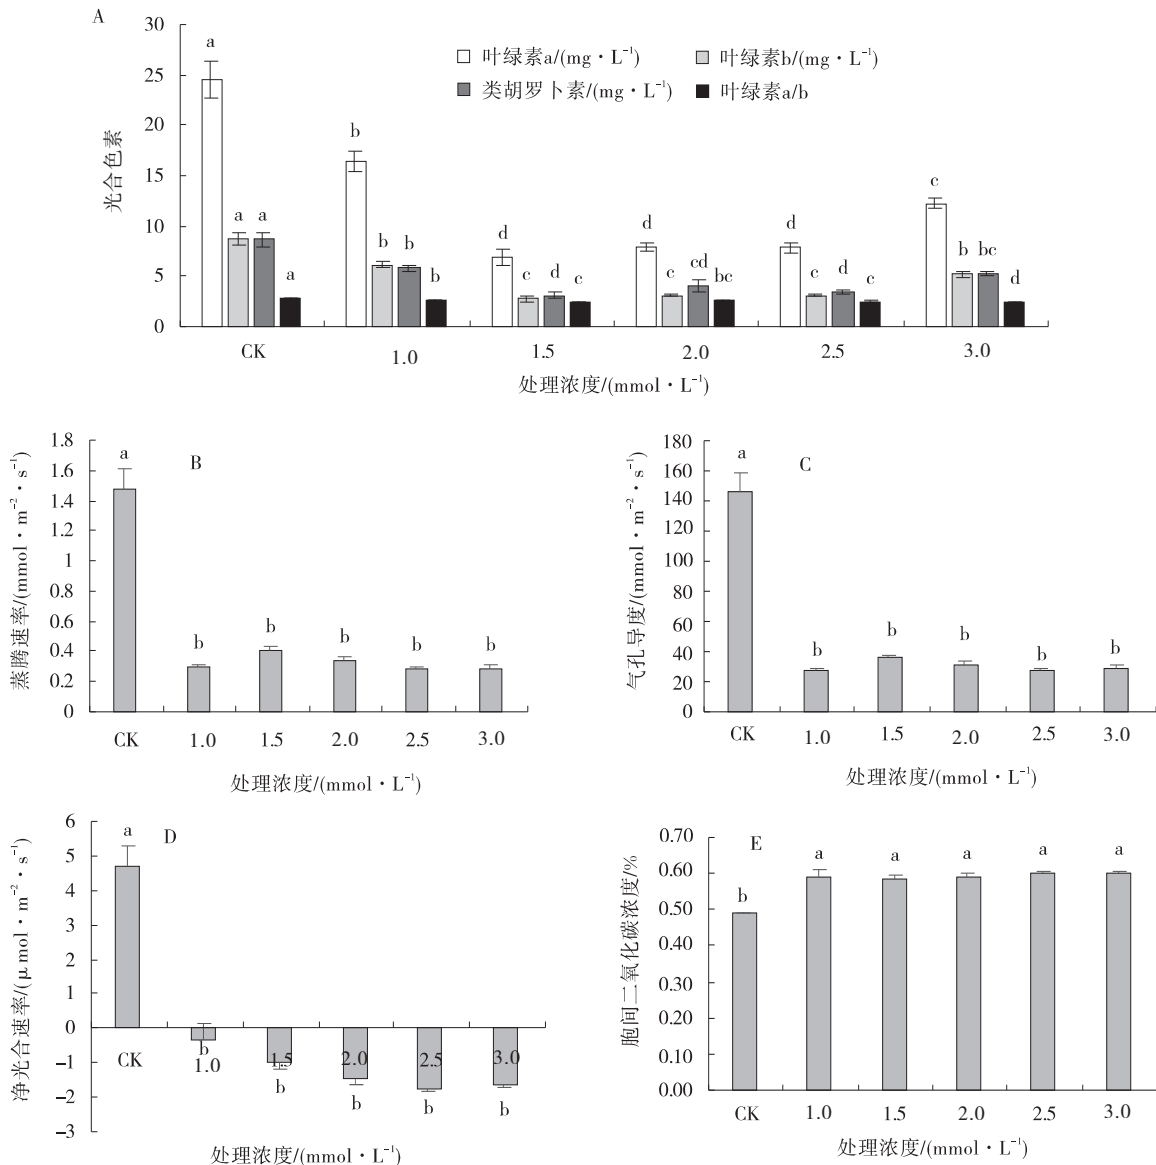 A
30
25
20
15
10
5
0
光合色素
叶绿素a/(mg·L⁻¹)
叶绿素b/(mg·L⁻¹)
类胡罗卜素/(mg·L⁻¹)
叶绿素a/b
a
a a
a
b
b b
b
d
c d c
d
c cd bc
d
c d c
c
b bc
d
CK 1.0 1.5 2.0 2.5 3.0
处理浓度/(mmol·L⁻¹)
B
1.8
1.6
1.4
1.2
1
0.8
0.6
0.4
0.2
0
蒸腾速率/(mmol·m⁻²·s⁻¹)
a b b b b b
CK 1.0 1.5 2.0 2.5 3.0
处理浓度/(mmol·L⁻¹)
C
180
160
140
120
100
80
60
40
20
0
气孔导度/(mmol·m⁻²·s⁻¹)
a b b b b b
CK 1.0 1.5 2.0 2.5 3.0
处理浓度/(mmol·L⁻¹)
D
6
5
4
3
2
1
0
−1
−2
−3
净光合速率/(μmol·m⁻²·s⁻¹)
a
CK 1.0 1.5 2.0 2.5 3.0
b b b b b
处理浓度/(mmol·L⁻¹)
E
0.70
0.60
0.50
0.40
0.30
0.20
0.10
0.00
胞间二氧化碳浓度/%
b a a a a a
CK 1.0 1.5 2.0 2.5 3.0
处理浓度/(mmol·L⁻¹)